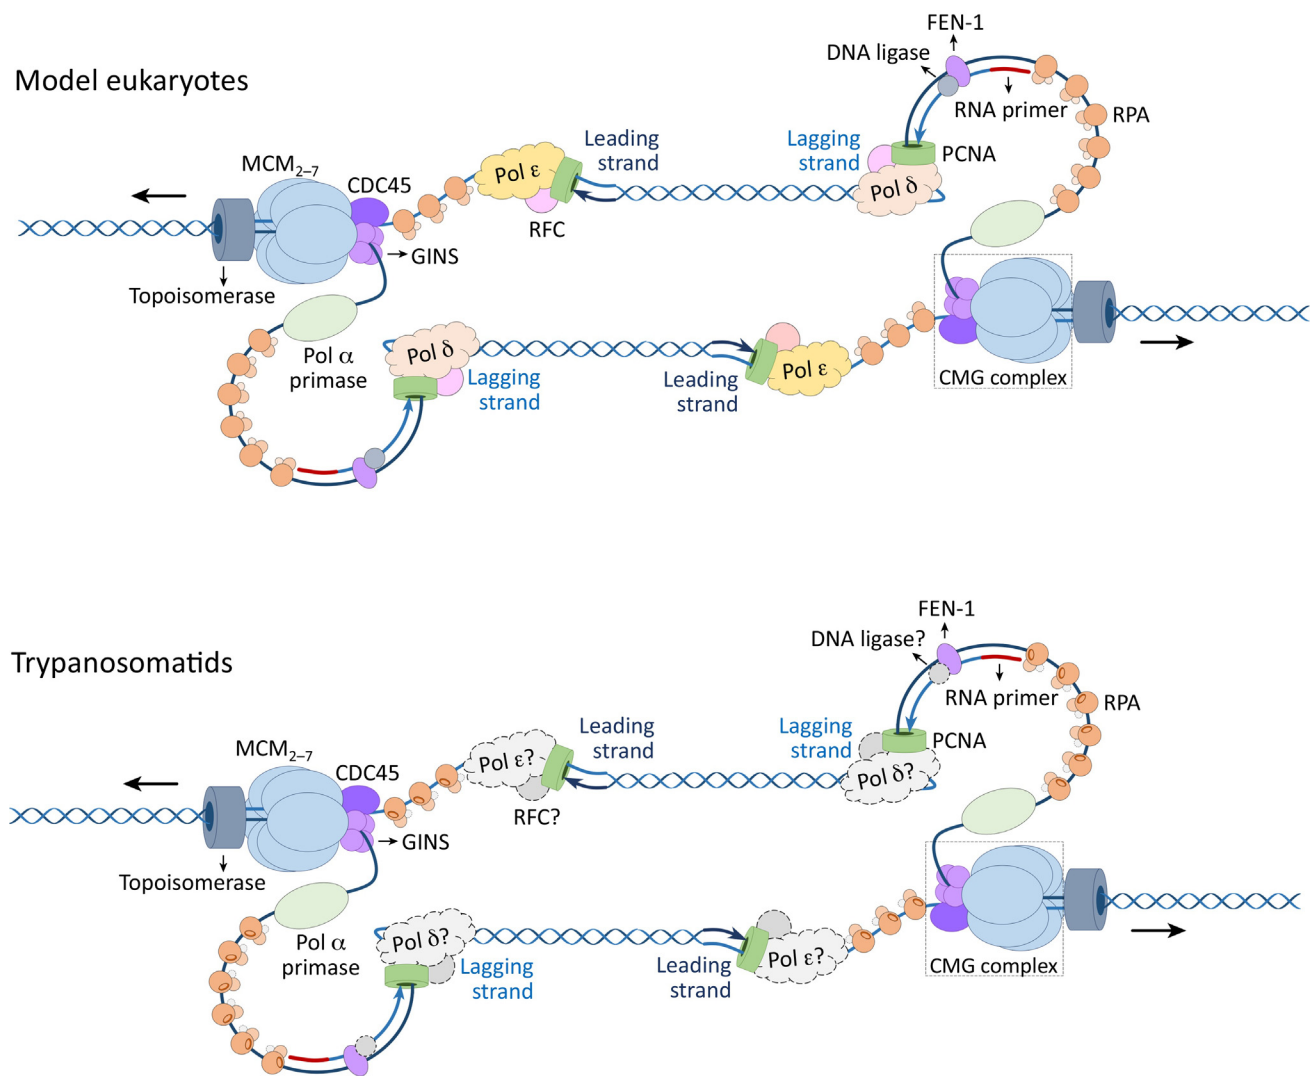 Model eukaryotes
FEN-1
DNA ligase
RNA primer
RPA
Leading
strand
Lagging
strand
PCNA
MCM2–7
CDC45
Pol ε
Pol δ
RFC
GINS
Topoisomerase
Pol α
primase
Pol δ
Lagging
strand
Leading
strand
Pol ε
CMG complex
Trypanosomatids
FEN-1
DNA ligase?
RNA primer
RPA
Leading
strand
Lagging
strand
PCNA
MCM2–7
CDC45
Pol ε?
Pol δ?
RFC?
GINS
Topoisomerase
Pol α
primase
Pol δ?
Lagging
strand
Leading
strand
Pol ε?
CMG complex